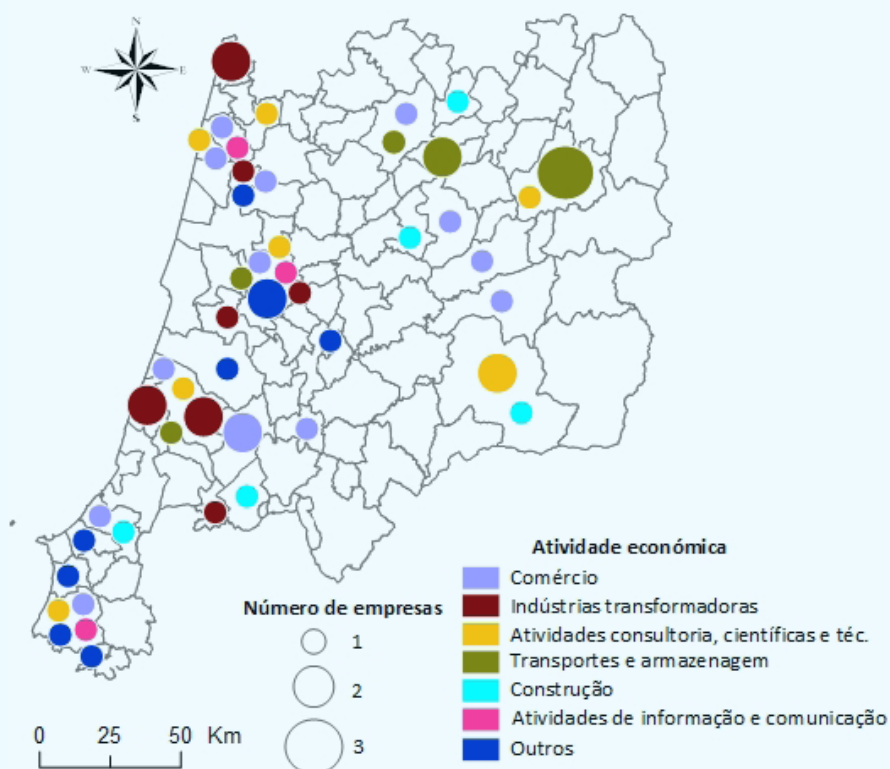 N
W E
S
Atividade económica
Comércio
Indústrias transformadoras
Atividades consultoria, científicas e téc.
Transportes e armazenagem
Construção
Atividades de informação e comunicação
Outros
Número de empresas
1
2
3
0 25 50 Km